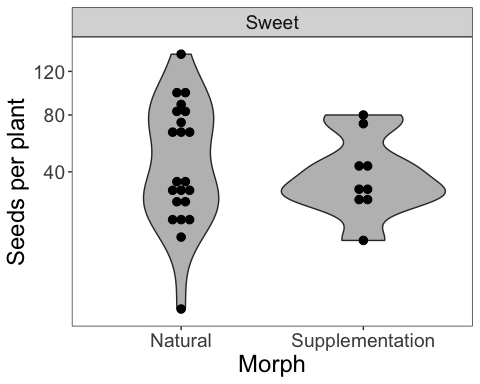 Sweet
Seeds per plant
120
80
40
Natural
Supplementation
Morph